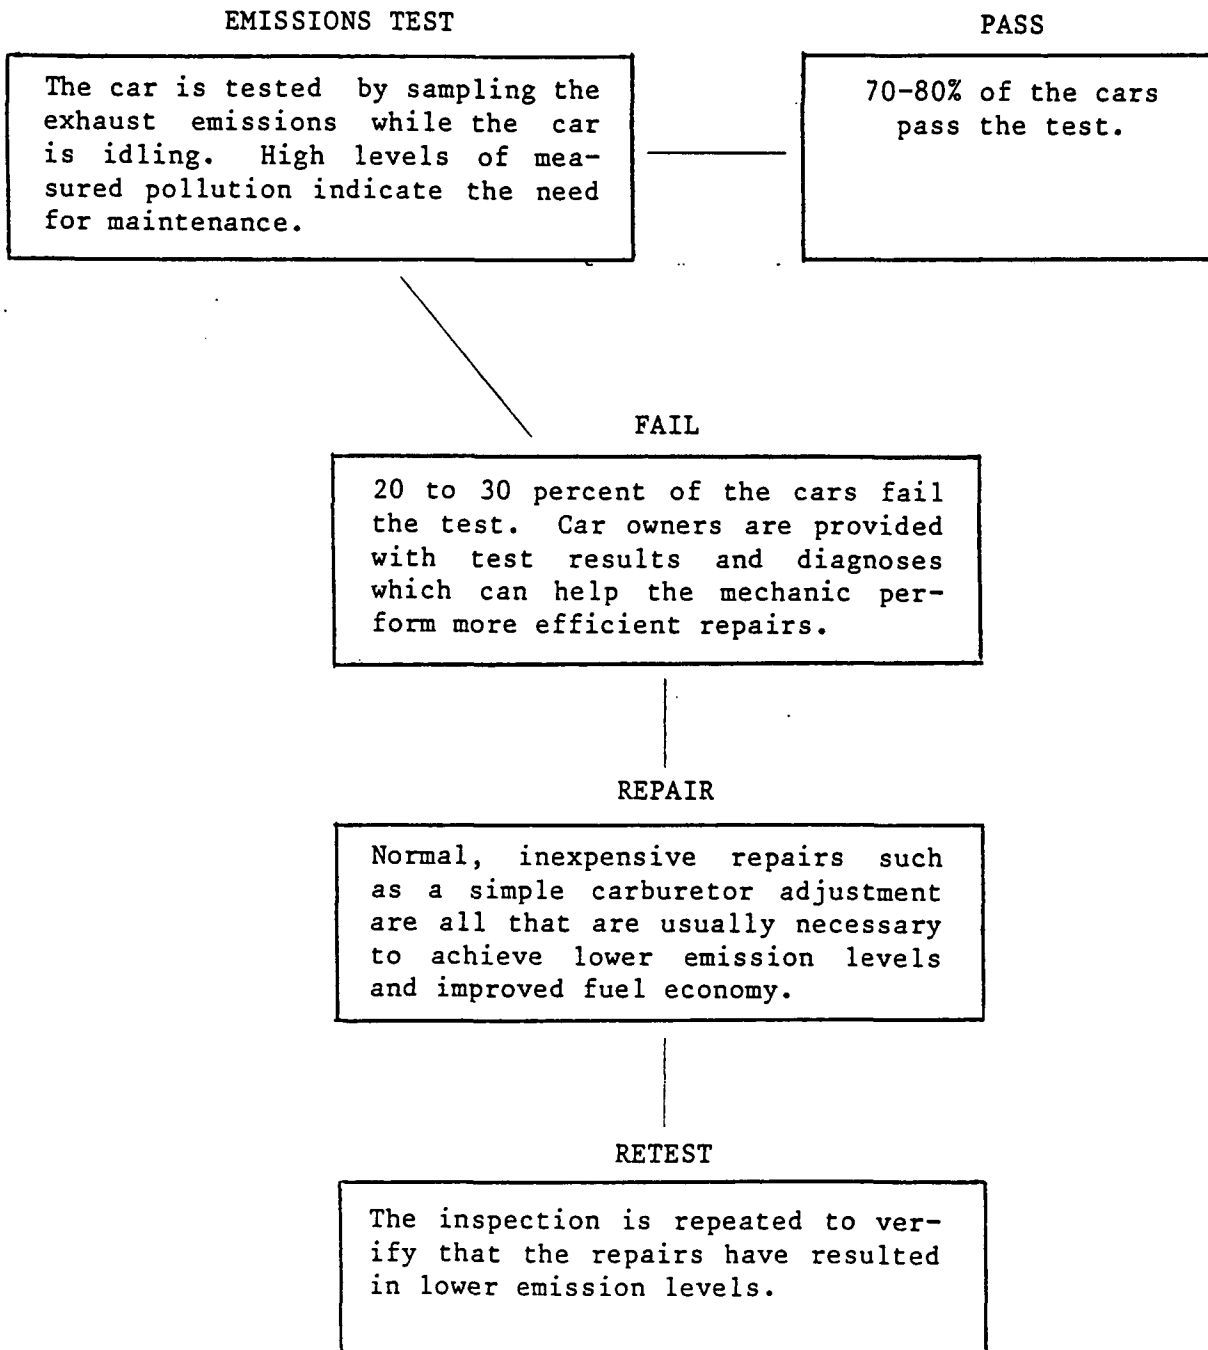 EMISSIONS TEST
The car is tested by sampling the
exhaust emissions while the car
is idling. High levels of mea-
sured pollution indicate the need
for maintenance.
PASS
70-80% of the cars
pass the test.
FAIL
20 to 30 percent of the cars fail
the test. Car owners are provided
with test results and diagnoses
which can help the mechanic per-
form more efficient repairs.
REPAIR
Normal, inexpensive repairs such
as a simple carburetor adjustment
are all that are usually necessary
to achieve lower emission levels
and improved fuel economy.
RETEST
The inspection is repeated to ver-
ify that the repairs have resulted
in lower emission levels.